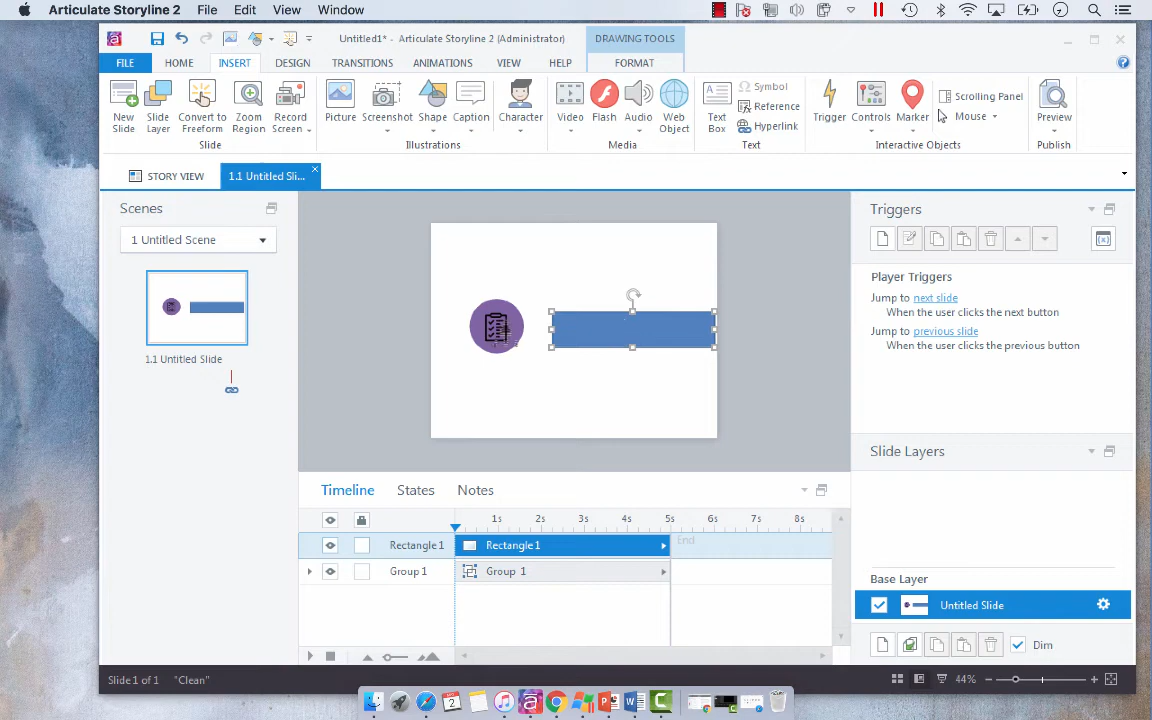 Articulate Storyline 2 File Edit View Window
Untitled1* - Articulate Storyline 2 (Administrator) DRAWING TOOLS
FILE HOME INSERT DESIGN TRANSITIONS ANIMATIONS VIEW HELP FORMAT
New Slide
Slide Layer
Convert to Freeform
Zoom Region
Record Screen
Picture
Screenshot
Shape
Caption
Character
Video
Flash
Audio
Web Object
Text Box
Symbol
Reference
Hyperlink
Trigger
Controls
Marker
Scrolling Panel
Mouse
Preview
Slide Illustrations Media Text Interactive Objects Publish
STORY VIEW 1.1 Untitled Sli...
Scenes
1 Untitled Scene
1.1 Untitled Slide
Triggers
Player Triggers
Jump to next slide
When the user clicks the next button
Jump to previous slide
When the user clicks the previous button
Slide Layers
Base Layer
Untitled Slide
Dim
Timeline States Notes
1s 2s 3s 4s 5s 6s 7s 8s
Rectangle 1 Rectangle 1 End
Group 1 Group 1
Slide 1 of 1 "Clean" 44%
2